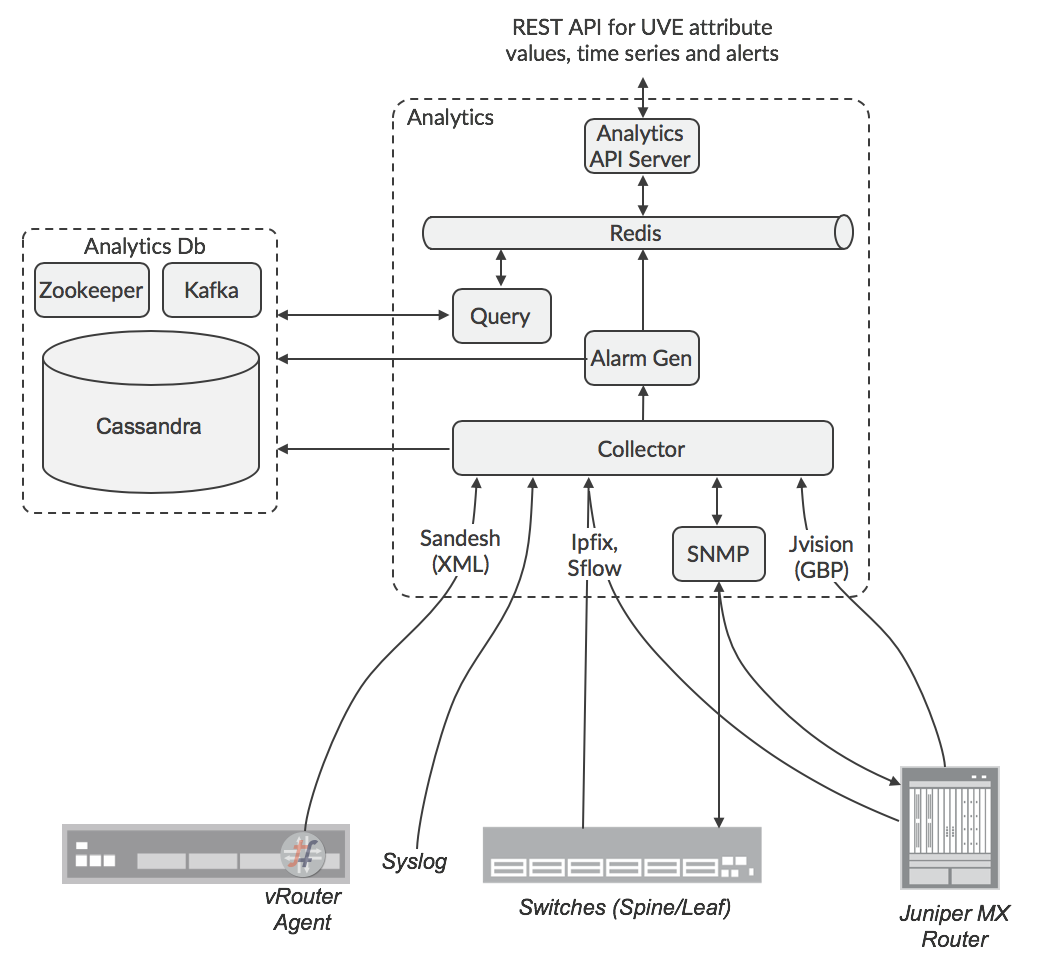 REST API for UVE attribute
values, time series and alerts
Analytics
Analytics
API Server
Redis
Analytics Db
Zookeeper
Kafka
Query
Alarm Gen
Cassandra
Collector
Sandesh
(XML)
Ipfix,
Sflow
SNMP
Jvision
(GBP)
Syslog
vRouter
Agent
Switches (Spine/Leaf)
Juniper MX
Router